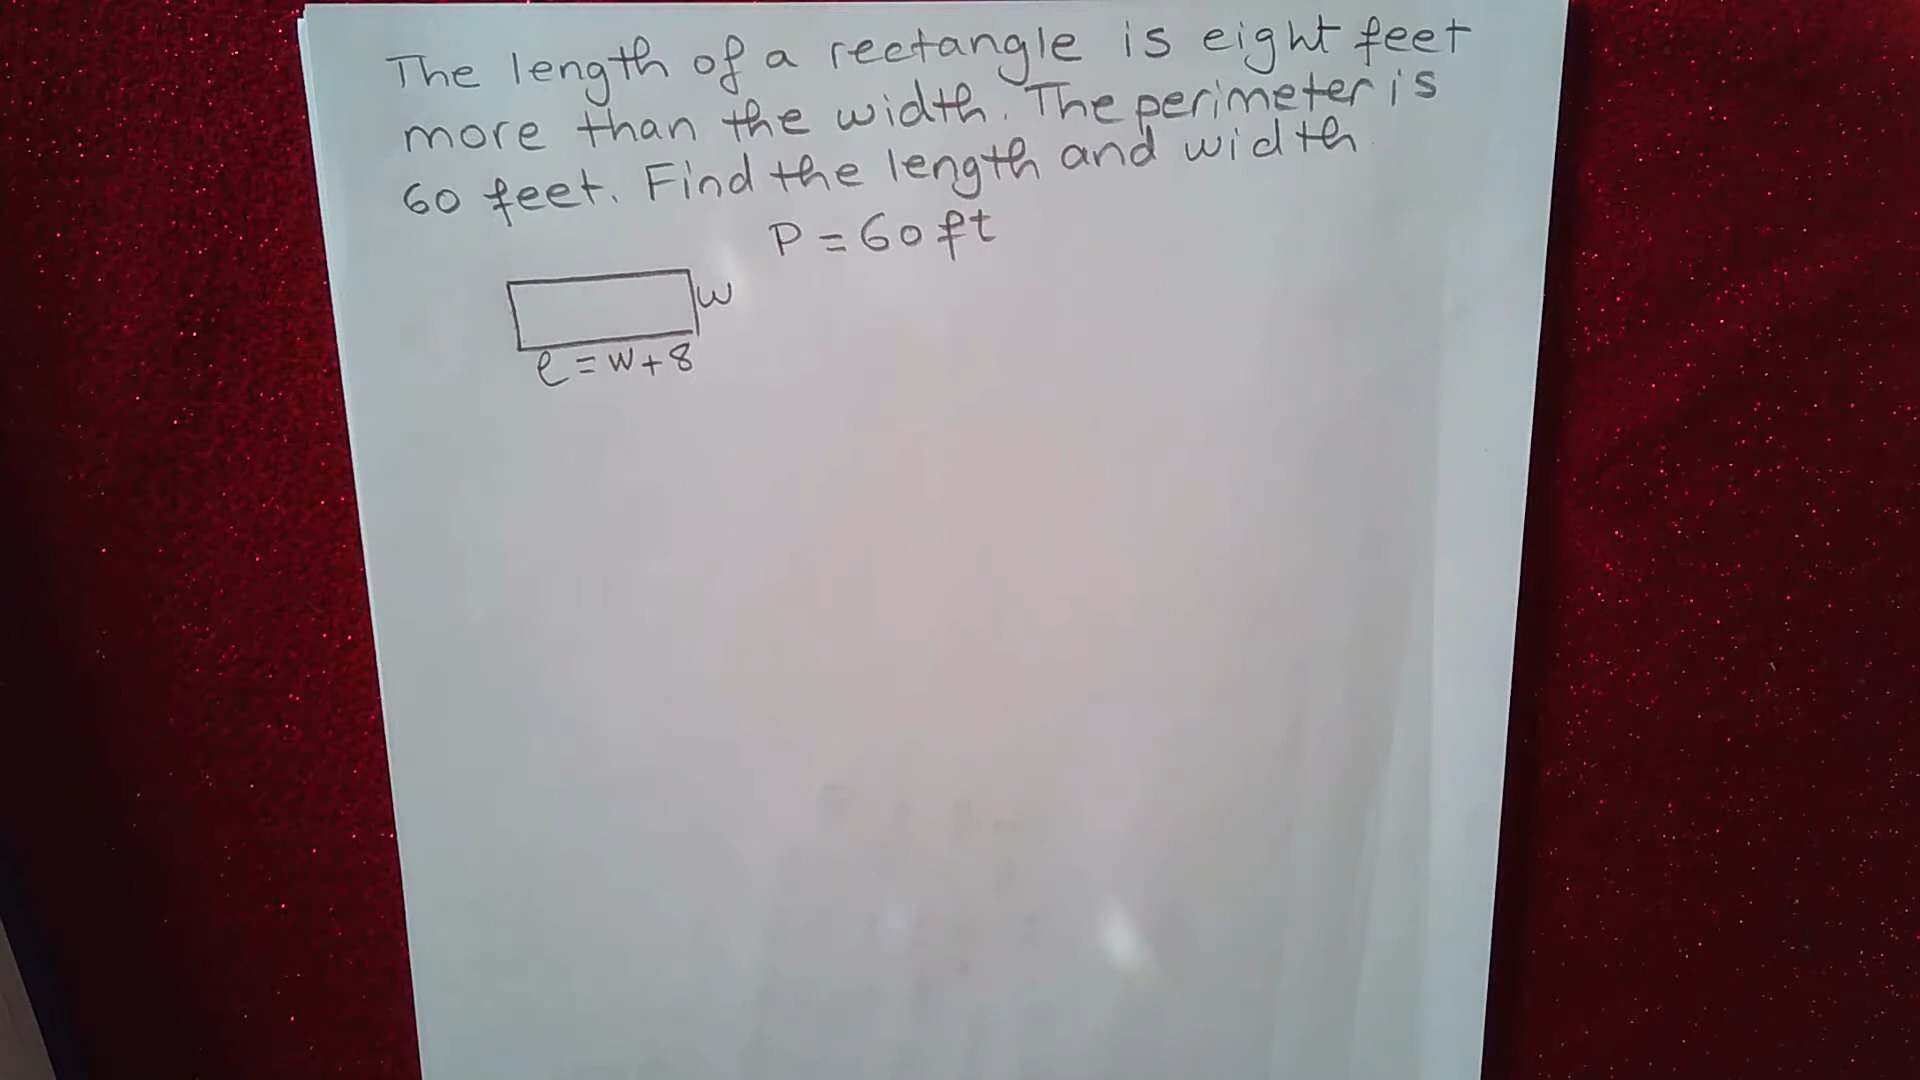 The length of a rectangle is eight feet
more than the width. The perimeter is
60 feet. Find the length and width
P = 60 ft
w
l = w + 8